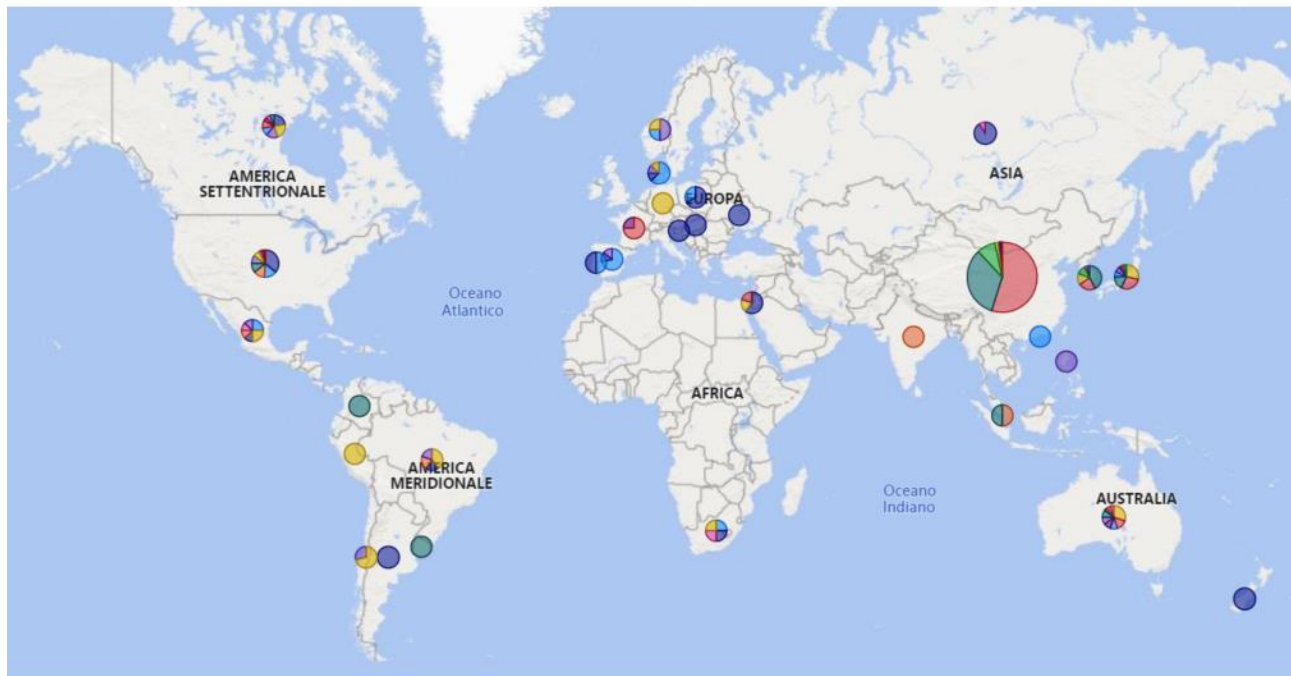 AMERICA
SETTENTRIONALE
EUROPA
ASIA
Oceano
Atlantico
AFRICA
AMERICA
MERIDIONALE
Oceano
Indiano
AUSTRALIA